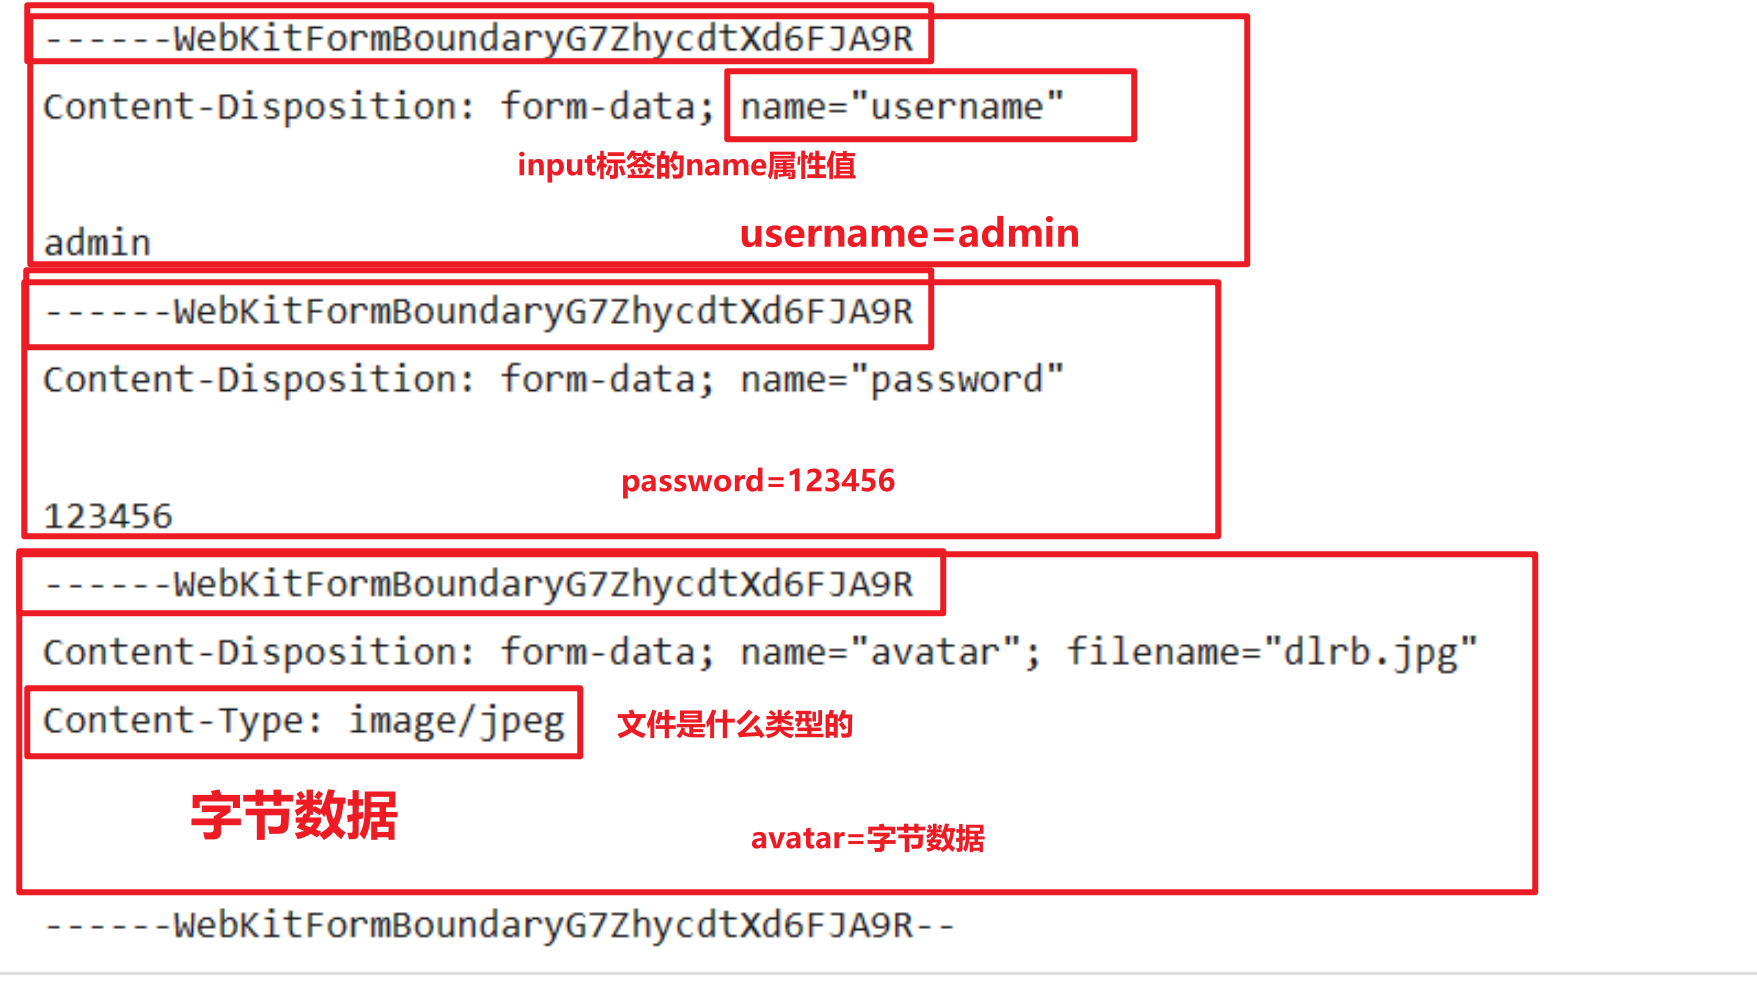 ------WebKitFormBoundaryG7ZhycdtXd6FJA9R
Content-Disposition: form-data; name="username"
input标签的name属性值
username=admin
admin
------WebKitFormBoundaryG7ZhycdtXd6FJA9R
Content-Disposition: form-data; name="password"
password=123456
123456
------WebKitFormBoundaryG7ZhycdtXd6FJA9R
Content-Disposition: form-data; name="avatar"; filename="dlrb.jpg"
Content-Type: image/jpeg
文件是什么类型的
字节数据
avatar=字节数据
------WebKitFormBoundaryG7ZhycdtXd6FJA9R--